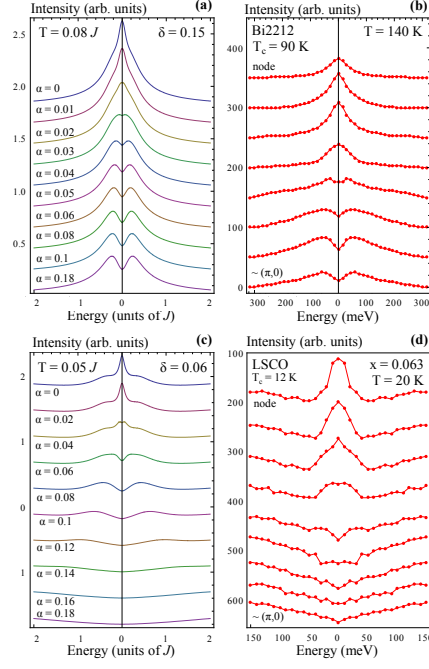 Intensity (arb. units)
(a)
T = 0.08 J
δ = 0.15
2.5
α = 0
α = 0.01
α = 0.02
1.5
α = 0.03
α = 0.04
α = 0.05
α = 0.06
0.5
α = 0.08
α = 0.1
α = 0.18
2 1 0 1 2
Energy (units of J)
Intensity (arb. units)
(b)
Bi2212
T = 140 K
T_c = 90 K
400
node
300
200
100
~ (π,0)
0
300 200 100 0 100 200 300
Energy (meV)
Intensity (arb. units)
(c)
T = 0.05 J
δ = 0.06
2
α = 0
α = 0.02
1
α = 0.04
α = 0.06
α = 0.08
0
α = 0.1
α = 0.12
1
α = 0.14
α = 0.16
α = 0.18
2 1 0 1 2
Energy (units of J)
Intensity (arb. units)
(d)
100
LSCO
x = 0.063
T_c = 12 K
T = 20 K
node
200
300
400
500
600
~ (π,0)
150 100 50 0 50 100 150
Energy (meV)